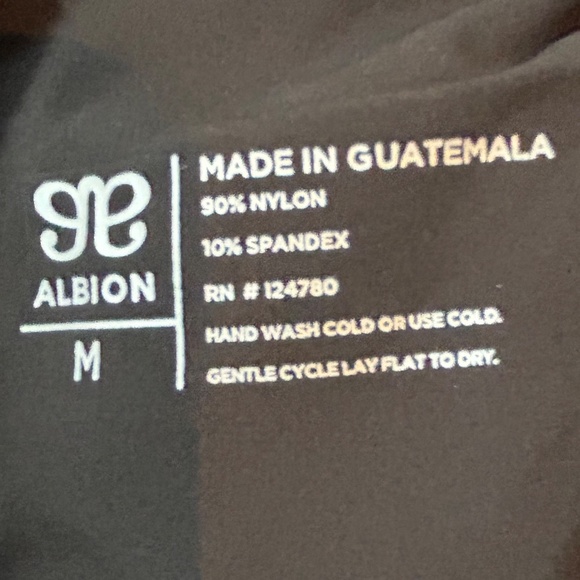 ALBION
M
MADE IN GUATEMALA
90% NYLON
10% SPANDEX
RN # 124780
HAND WASH COLD OR USE COLD.
GENTLE CYCLE LAY FLAT TO DRY.